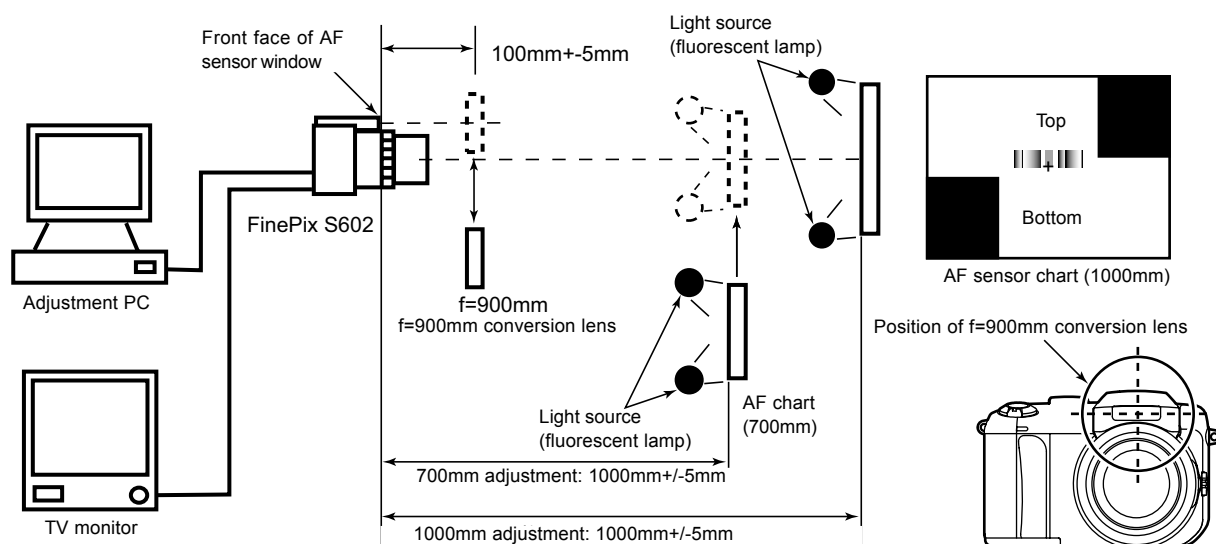 Front face of AF
sensor window
100mm+-5mm
Light source
(fluorescent lamp)
Top
Bottom
AF sensor chart (1000mm)
FinePix S602
Adjustment PC
f=900mm
f=900mm conversion lens
Position of f=900mm conversion lens
Light source
(fluorescent lamp)
AF chart
(700mm)
700mm adjustment: 1000mm+/-5mm
TV monitor
1000mm adjustment: 1000mm+/-5mm